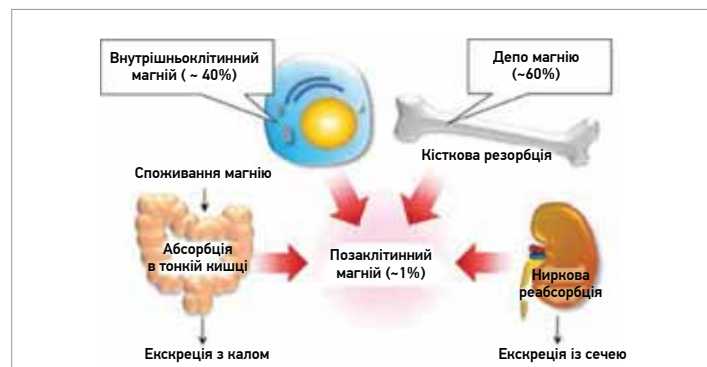 Внутрішньоклітинний
магній ( ~ 40%)
Депо магнію
(~60%)
Кісткова резорбція
Споживання магнію
Абсорбція
в тонкій кишці
Позаклітинний
магній (~1%)
Ниркова
реабсорбція
Екскреція з калом
Екскреція із сечею